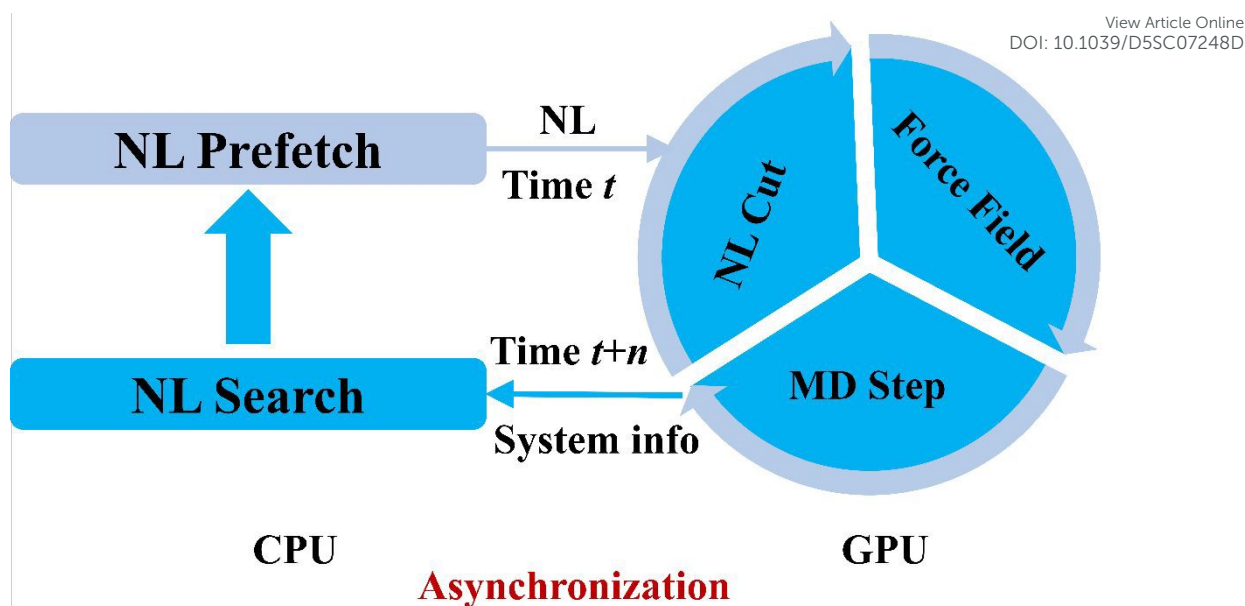 View Article Online
DOI: 10.1039/D5SC07248D
NL Prefetch
NL
Time t
NL Cut
Force Field
MD Step
Time t+n
System info
NL Search
CPU
GPU
Asynchronization